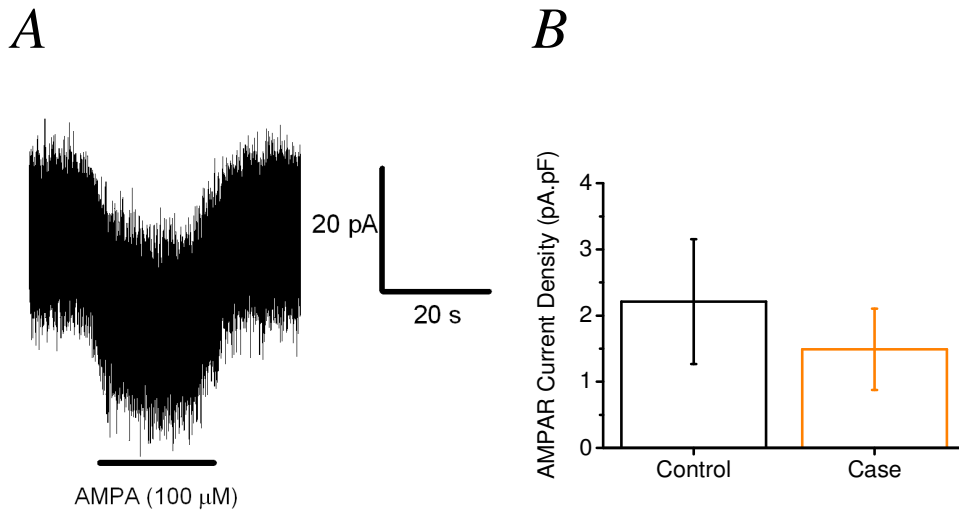 A
B
20 pA
20 s
AMPA (100 μM)
AMPAR Current Density (pA.pF)
4
3
2
1
0
Control
Case